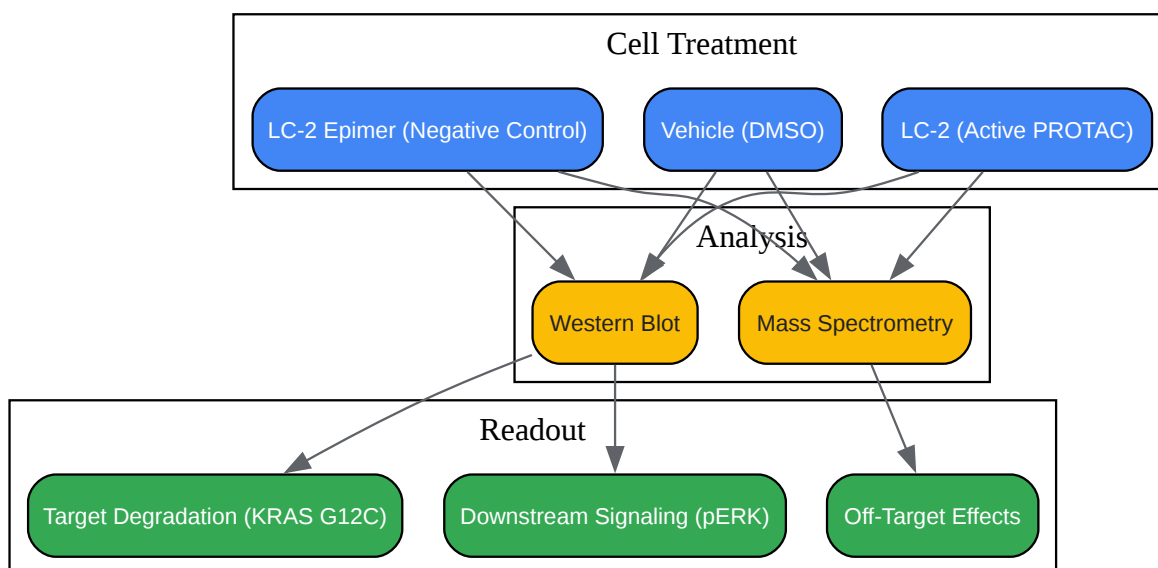 Cell Treatment
LC-2 Epimer (Negative Control)
Vehicle (DMSO)
LC-2 (Active PROTAC)
Analysis
Western Blot
Mass Spectrometry
Readout
Target Degradation (KRAS G12C)
Downstream Signaling (pERK)
Off-Target Effects